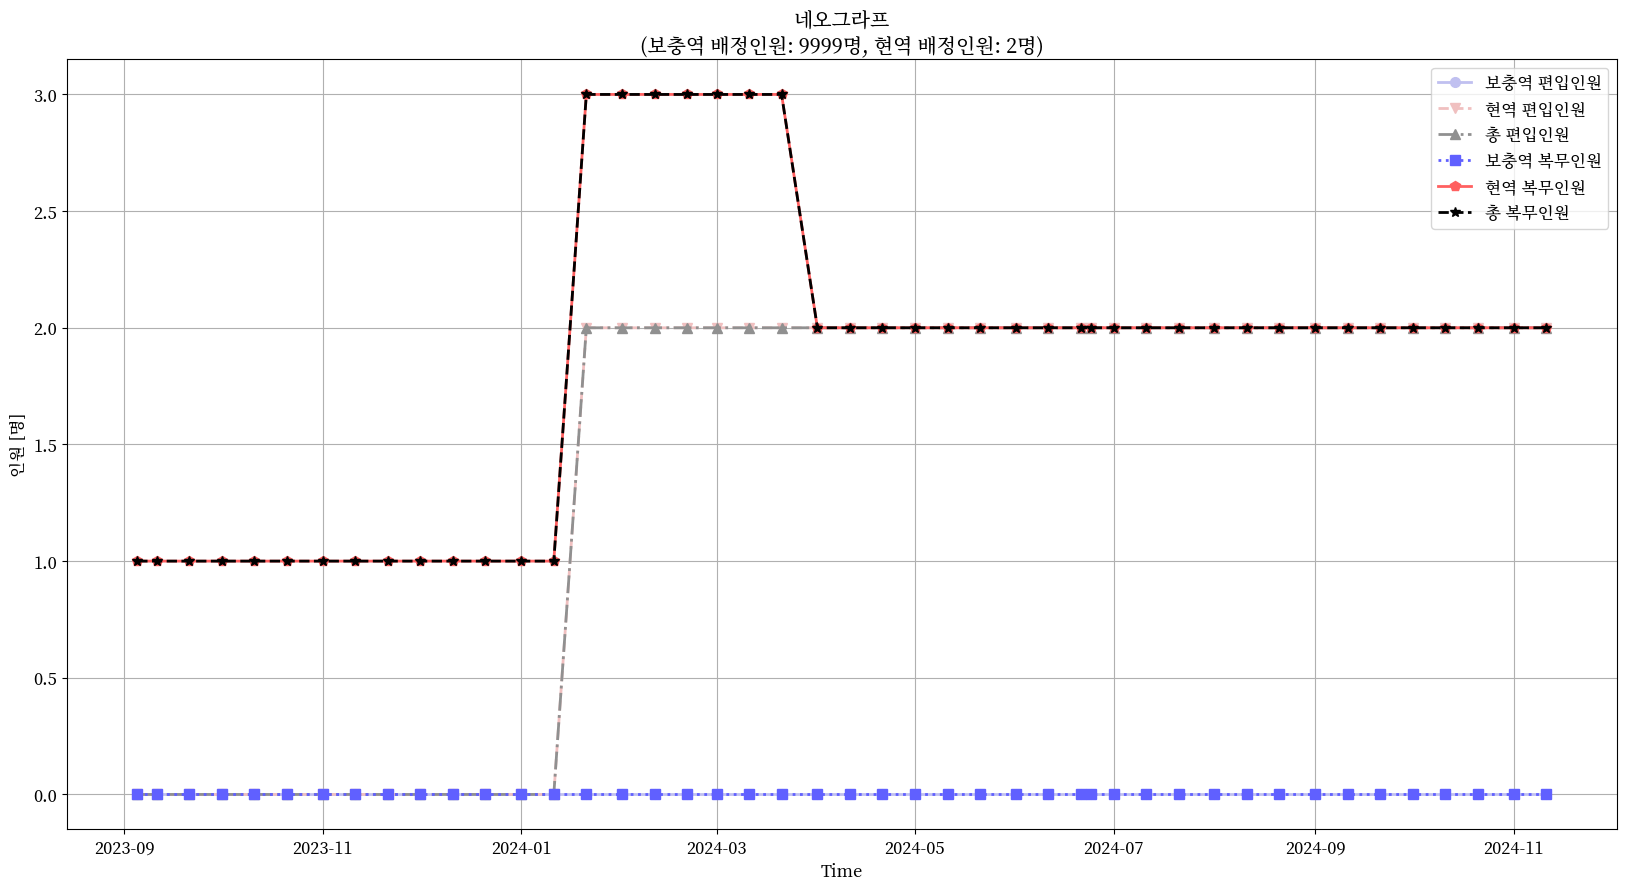 네오그라프
(보충역 배정인원: 9999명, 현역 배정인원: 2명)
보충역 편입인원
현역 편입인원
총 편입인원
보충역 복무인원
현역 복무인원
총 복무인원
인원 [명]
3.0
2.5
2.0
1.5
1.0
0.5
0.0
2023-09
2023-11
2024-01
2024-03
2024-05
2024-07
2024-09
2024-11
Time